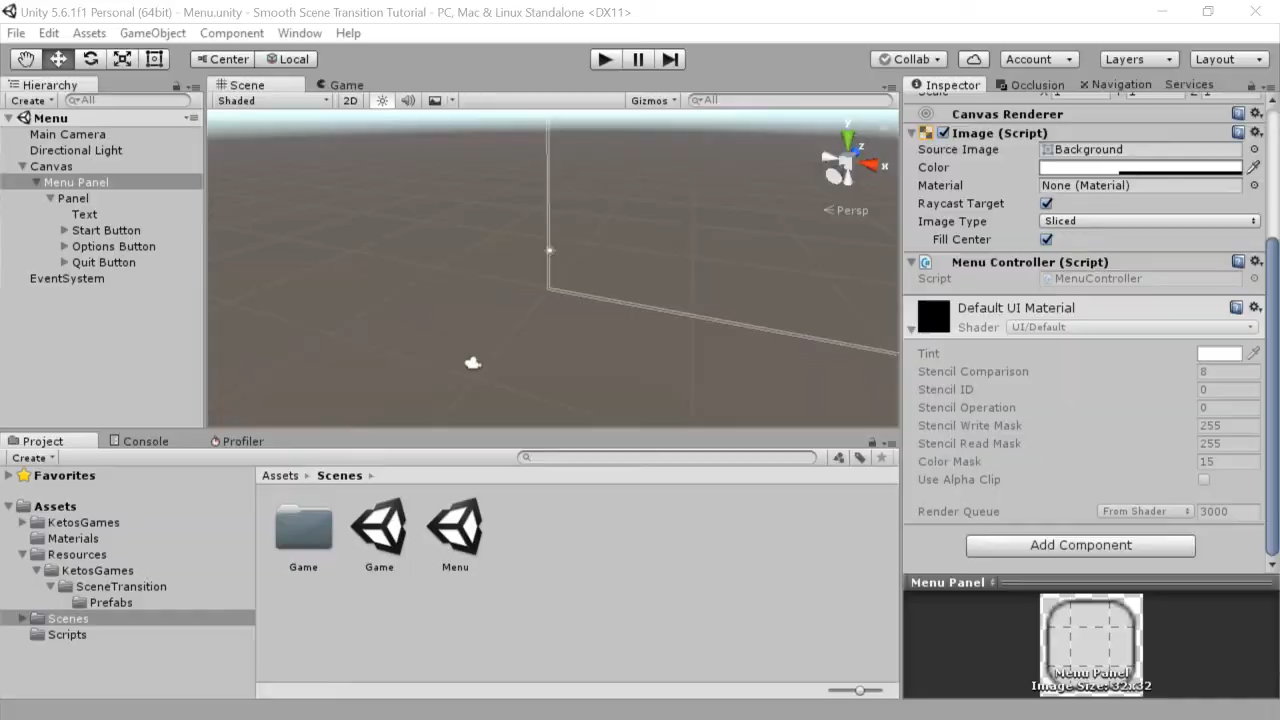 Unity 5.6.1f1 Personal (64bit) - Menu.unity - Smooth Scene Transition Tutorial - PC, Mac & Linux Standalone <DX11>
File Edit Assets GameObject Component Window Help
Center Local Collab Account Layers Layout
Hierarchy
Create All
Menu
Main Camera
Directional Light
Canvas
Menu Panel
Panel
Text
Start Button
Options Button
Quit Button
EventSystem
Scene Game
Shaded 2D Gizmos All
y
z
x
Persp
Inspector Occlusion Navigation Services
Canvas Renderer
Image (Script)
Source Image Background
Color
Material None (Material)
Raycast Target
Image Type Sliced
Fill Center
Menu Controller (Script)
Script MenuController
Default UI Material
Shader UI/Default
Tint
Stencil Comparison 8
Stencil ID 0
Stencil Operation 0
Stencil Write Mask 255
Stencil Read Mask 255
Color Mask 15
Use Alpha Clip
Render Queue From Shader 3000
Add Component
Menu Panel
Menu Panel
Image Size: 32x32
Project Console Profiler
Create
Favorites
Assets
KetosGames
Materials
Resources
KetosGames
SceneTransition
Prefabs
Scenes
Scripts
Assets Scenes
Game Game Menu